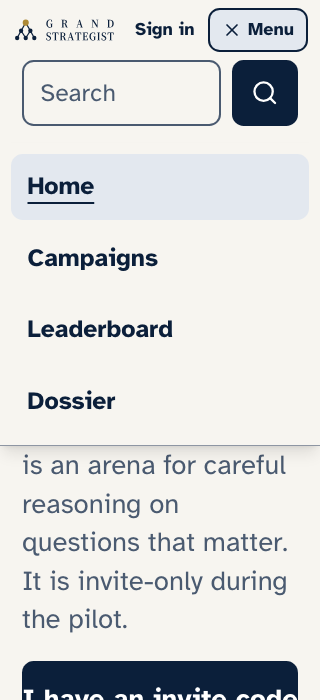 GRAND
STRATEGIST
Sign in
Menu
Search
Home
Campaigns
Leaderboard
Dossier
is an arena for careful
reasoning on
questions that matter.
It is invite-only during
the pilot.
I have an invite code